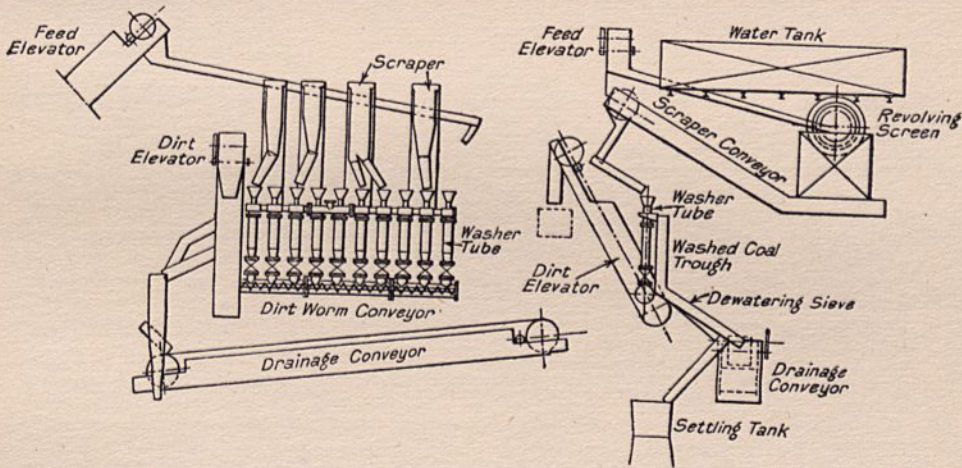 Feed
Elevator
Scraper
Dirt
Elevator
Washer
Tube
Dirt Worm Conveyor
Drainage Conveyor
Feed
Elevator
Water Tank
Revolving
Screen
Scraper Conveyor
Washer
Tube
Washed Coal
Trough
Dirt
Elevator
Dewatering Sieve
Drainage
Conveyor
Settling Tank